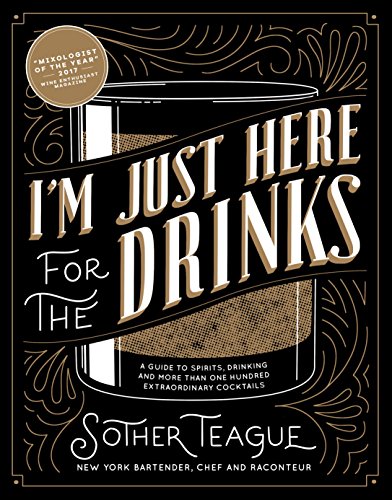 "MIXOLOGIST
OF THE YEAR"
2017
WINE ENTHUSIAST
MAGAZINE
I'M JUST HERE
FOR
THE
DRINKS
A GUIDE TO SPIRITS, DRINKING
AND MORE THAN ONE HUNDRED
EXTRAORDINARY COCKTAILS
SOTHER TEAGUE
NEW YORK BARTENDER, CHEF AND RACONTEUR